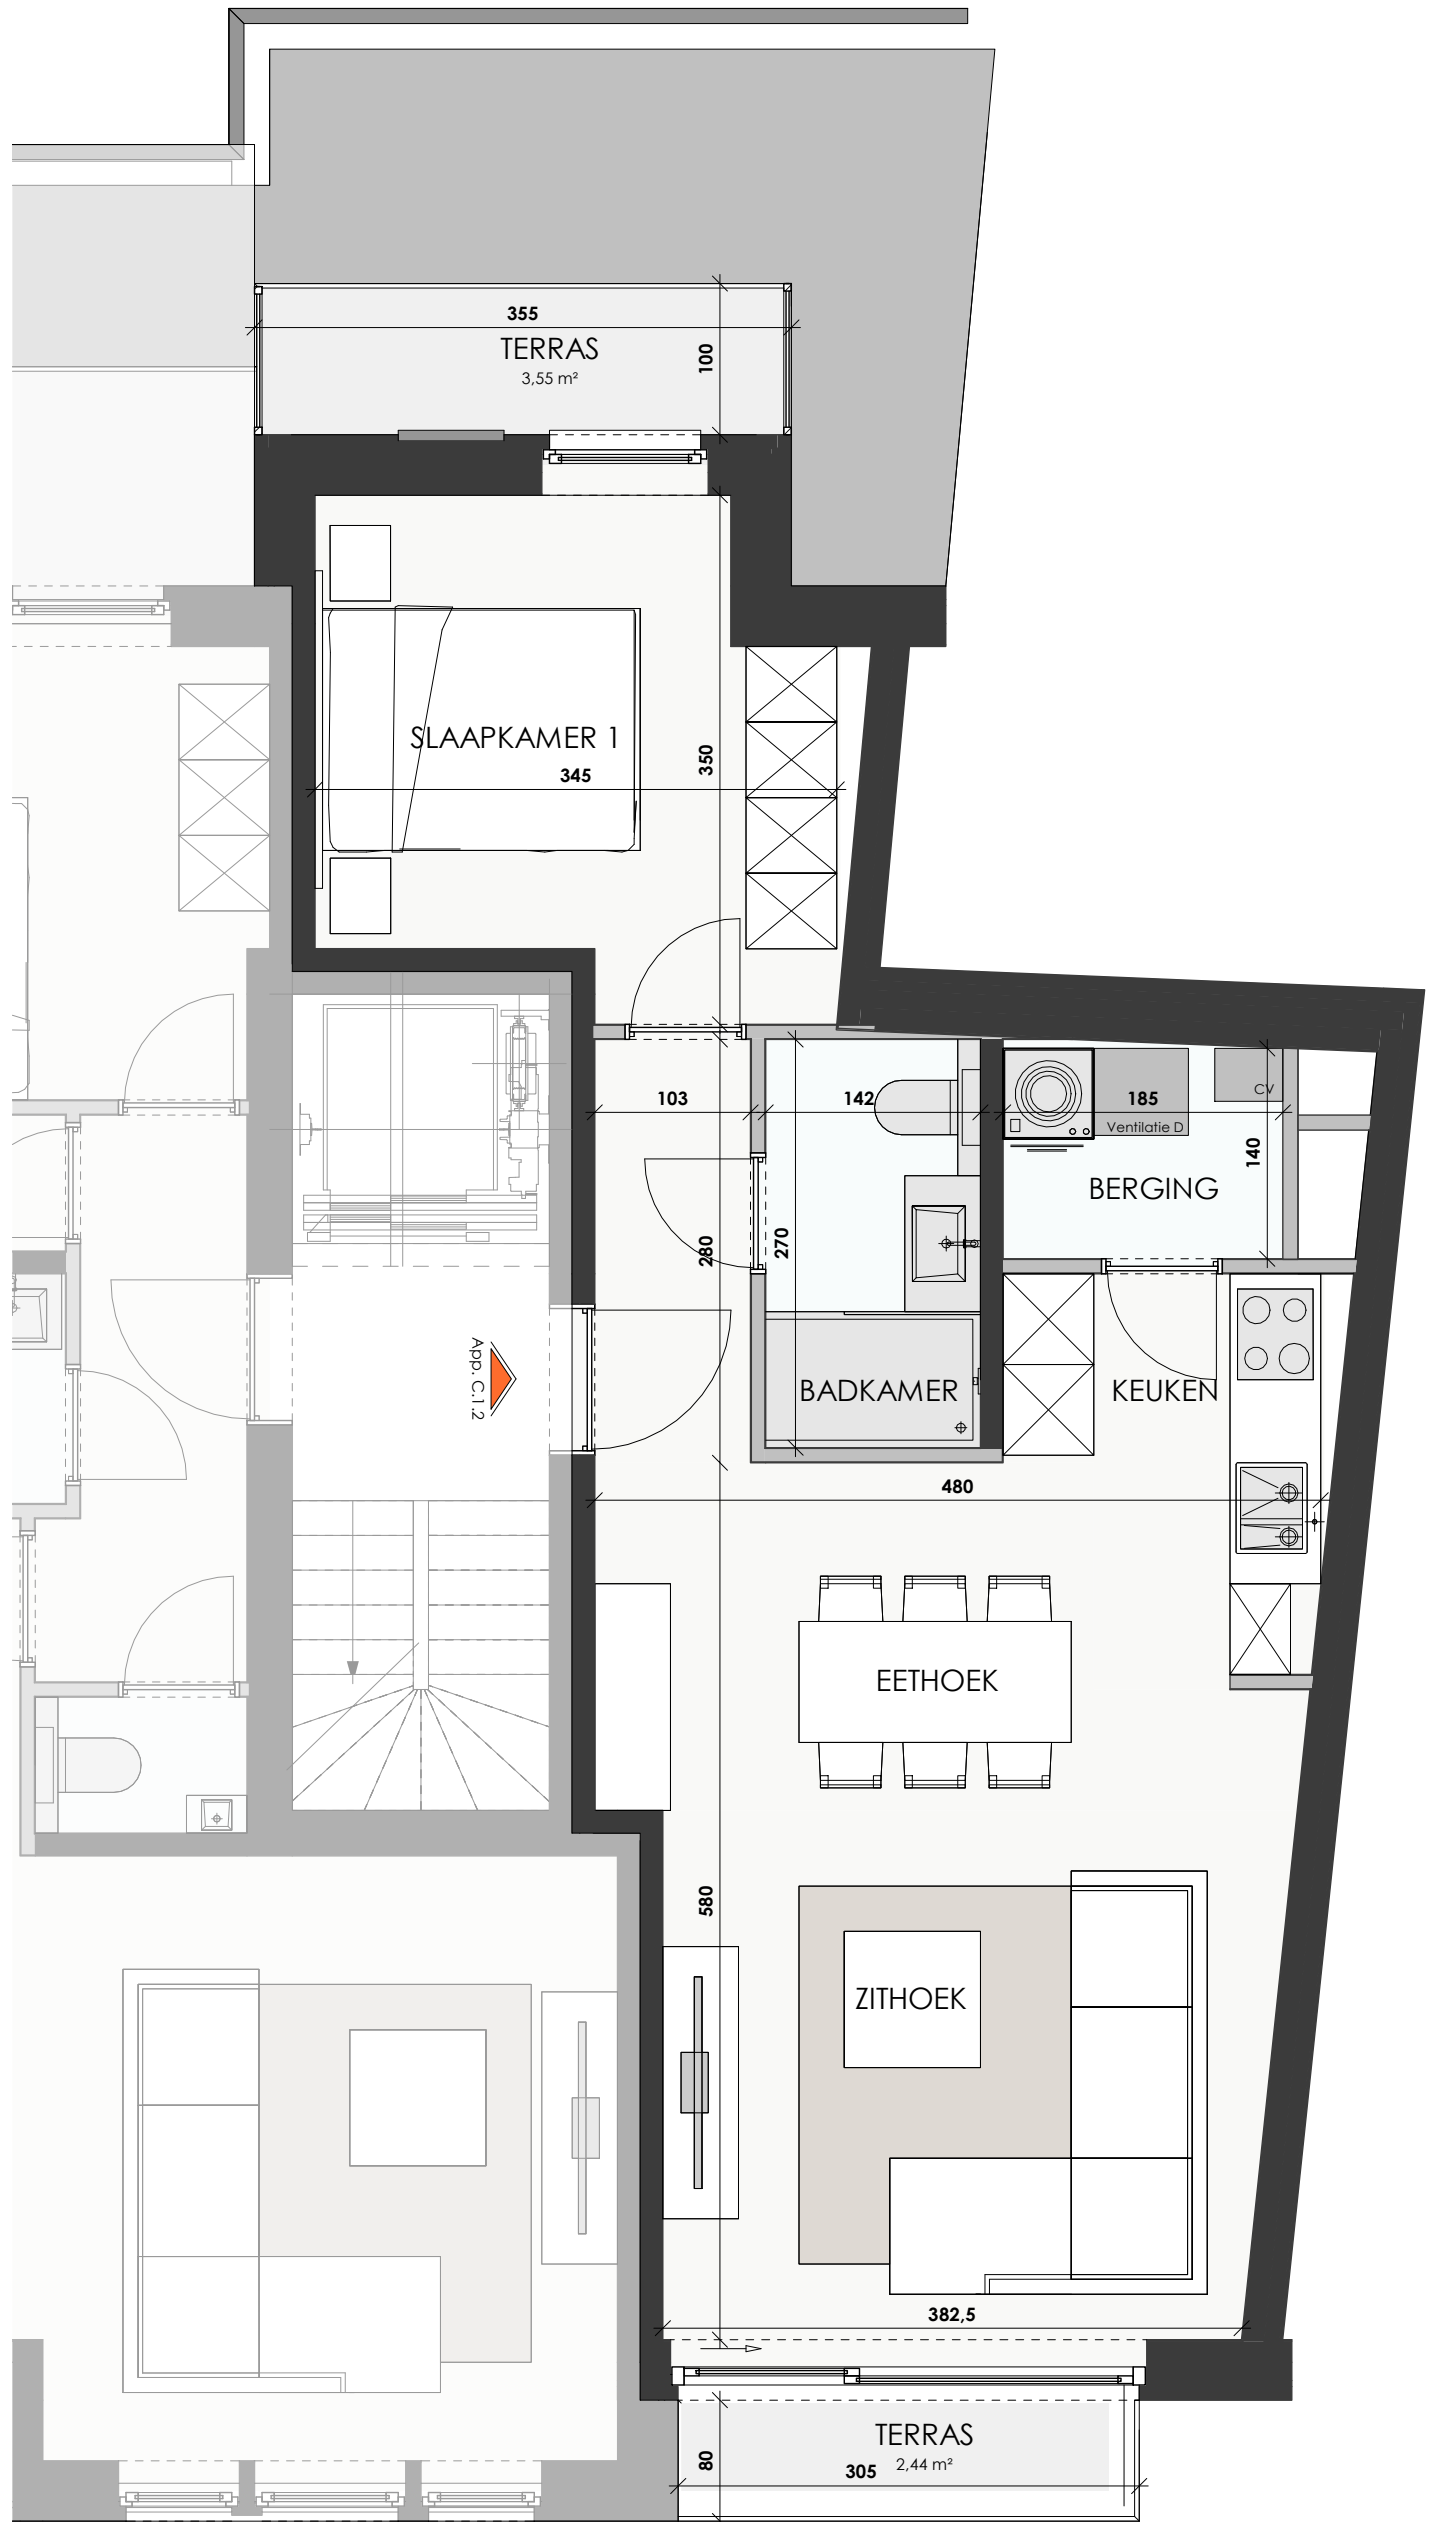 355
TERRAS
3,55 m²
100
SLAAPKAMER 1
345
350
103
142
185
CV
Ventilatie D
140
BERGING
280
270
App. C.1.2
BADKAMER
KEUKEN
480
EETHOEK
580
ZITHOEK
382,5
TERRAS
2,44 m²
305
80